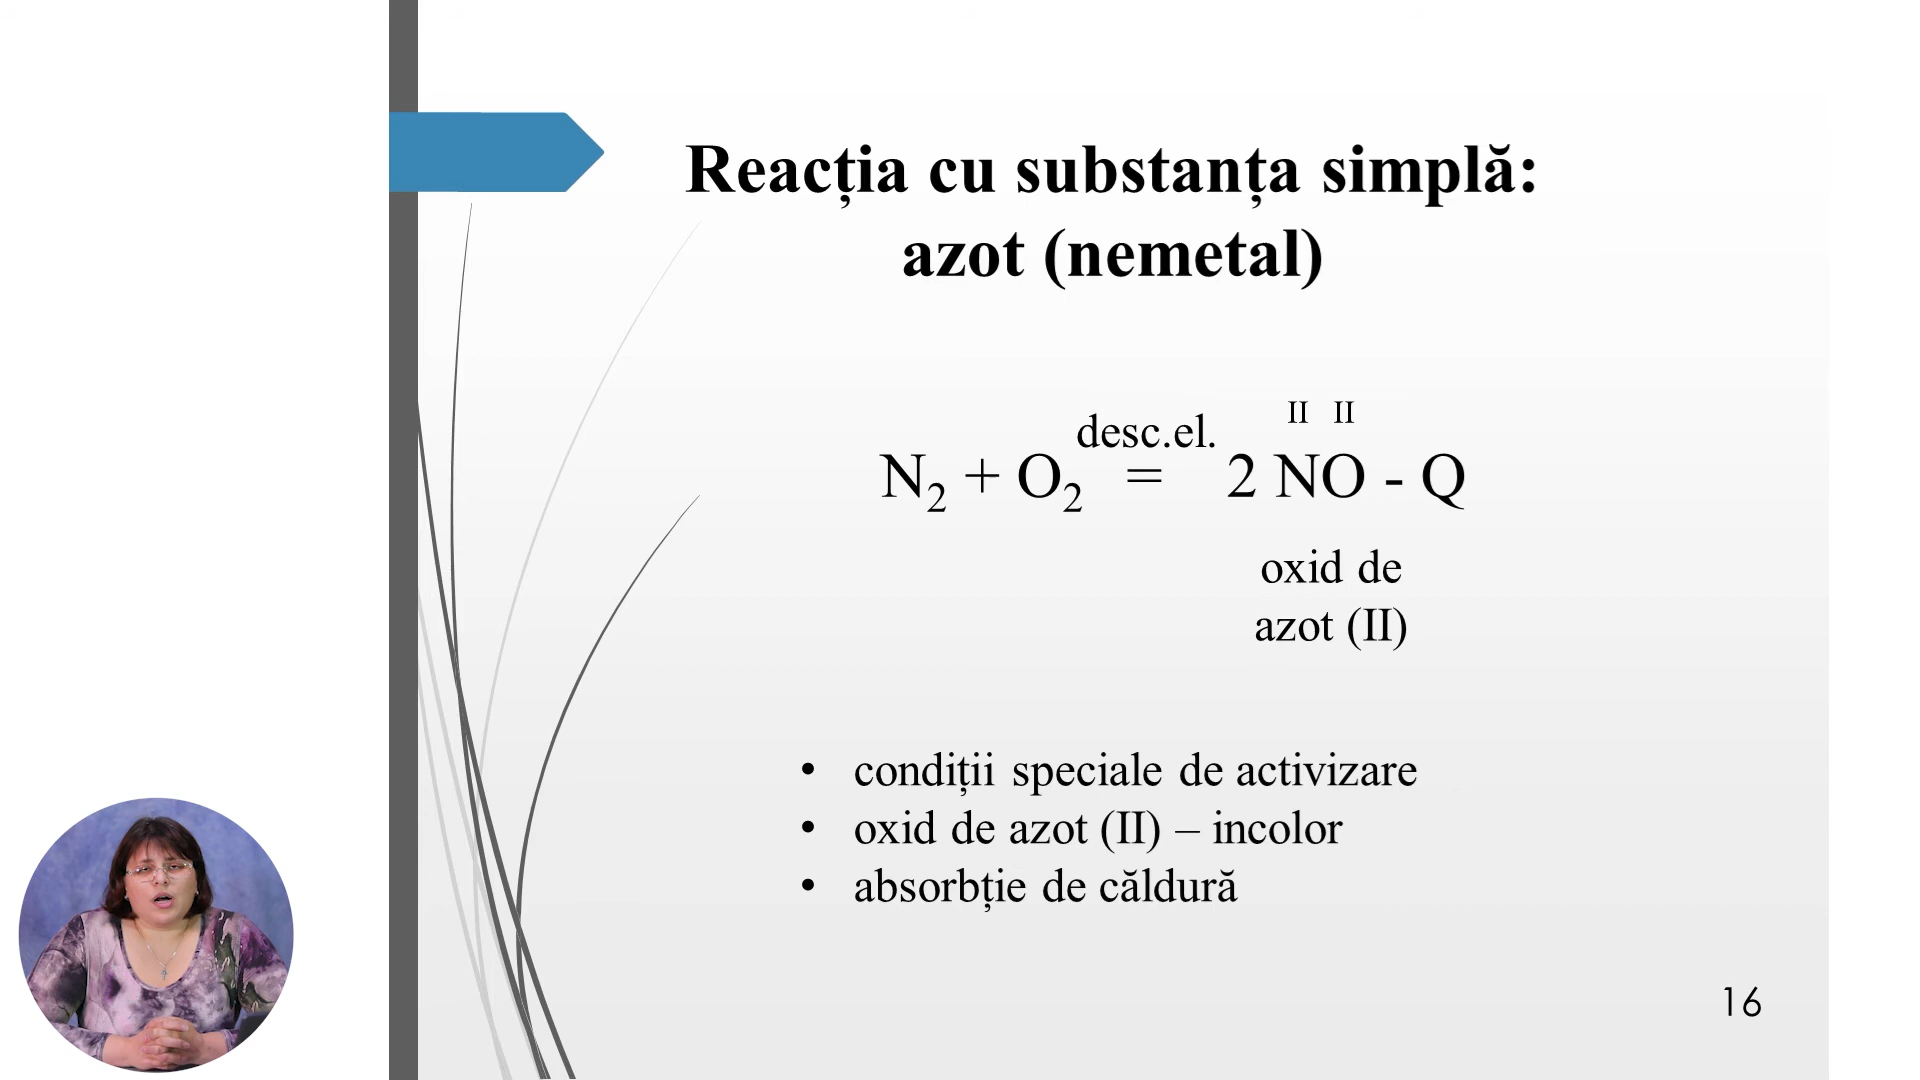 Reacția cu substanța simplă:
azot (nemetal)
II II
desc.el.
N₂ + O₂ = 2 NO - Q
oxid de
azot (II)
• condiții speciale de activizare
• oxid de azot (II) – incolor
• absorbție de căldură
16